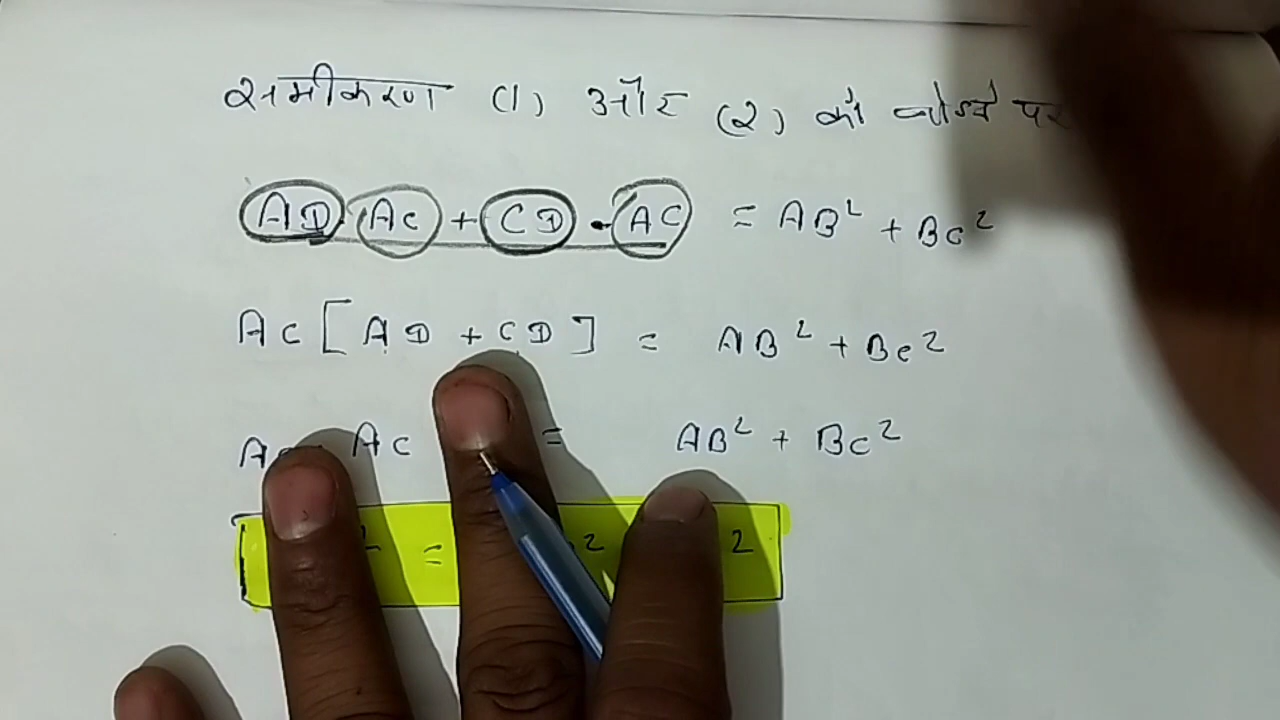 समीकरण (1) और (२) को जोड़ने पर
AD·AC + CD · AC = AB² + BC²
AC [AD + CD] = AB² + BC²
AC = AB² + BC²
² = ² ²